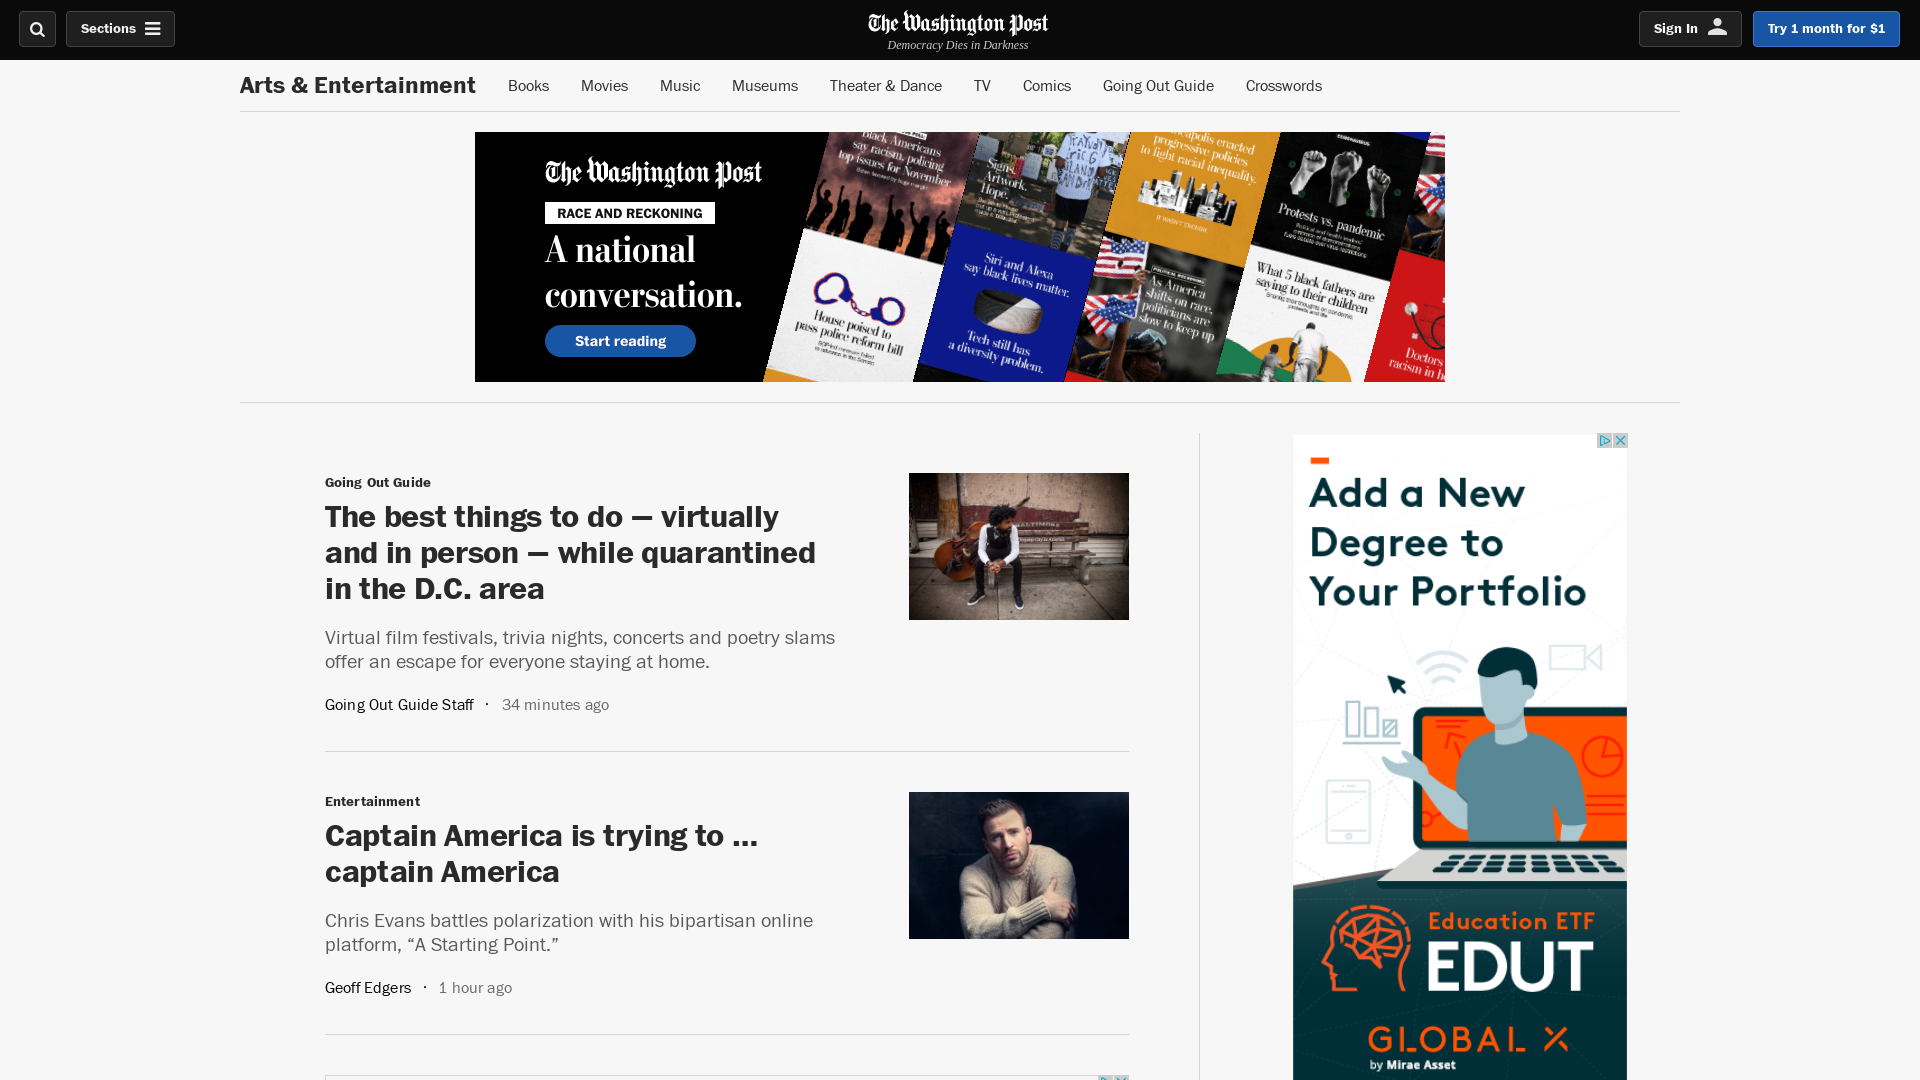 Sections
The Washington Post
Democracy Dies in Darkness
Sign In
Try 1 month for $1
Arts & Entertainment
Books
Movies
Music
Museums
Theater & Dance
TV
Comics
Going Out Guide
Crosswords
The Washington Post
RACE AND RECKONING
A national
conversation.
Start reading
Black Americans
say racism, policing
top issues for November
House poised to
pass police reform bill
Signs.
Artwork.
Hope.
Siri and Alexa
say black lives matter.
Tech still has
a diversity problem.
enacted
progressive policies
to fight racial inequality.
IT WASN'T ENOUGH
POLITICAL RECKONING
As America
shifts on race,
politicians are
slow to keep up
CORONAVIRUS
Protests vs. pandemic
What 5 black fathers are
saying to their children
Doctors
racism in
Going Out Guide
The best things to do — virtually
and in person — while quarantined
in the D.C. area
Virtual film festivals, trivia nights, concerts and poetry slams
offer an escape for everyone staying at home.
Going Out Guide Staff · 34 minutes ago
BALTIMORE
Entertainment
Captain America is trying to ...
captain America
Chris Evans battles polarization with his bipartisan online
platform, “A Starting Point.”
Geoff Edgers · 1 hour ago
Add a New
Degree to
Your Portfolio
Education ETF
EDUT
GLOBAL X
by Mirae Asset